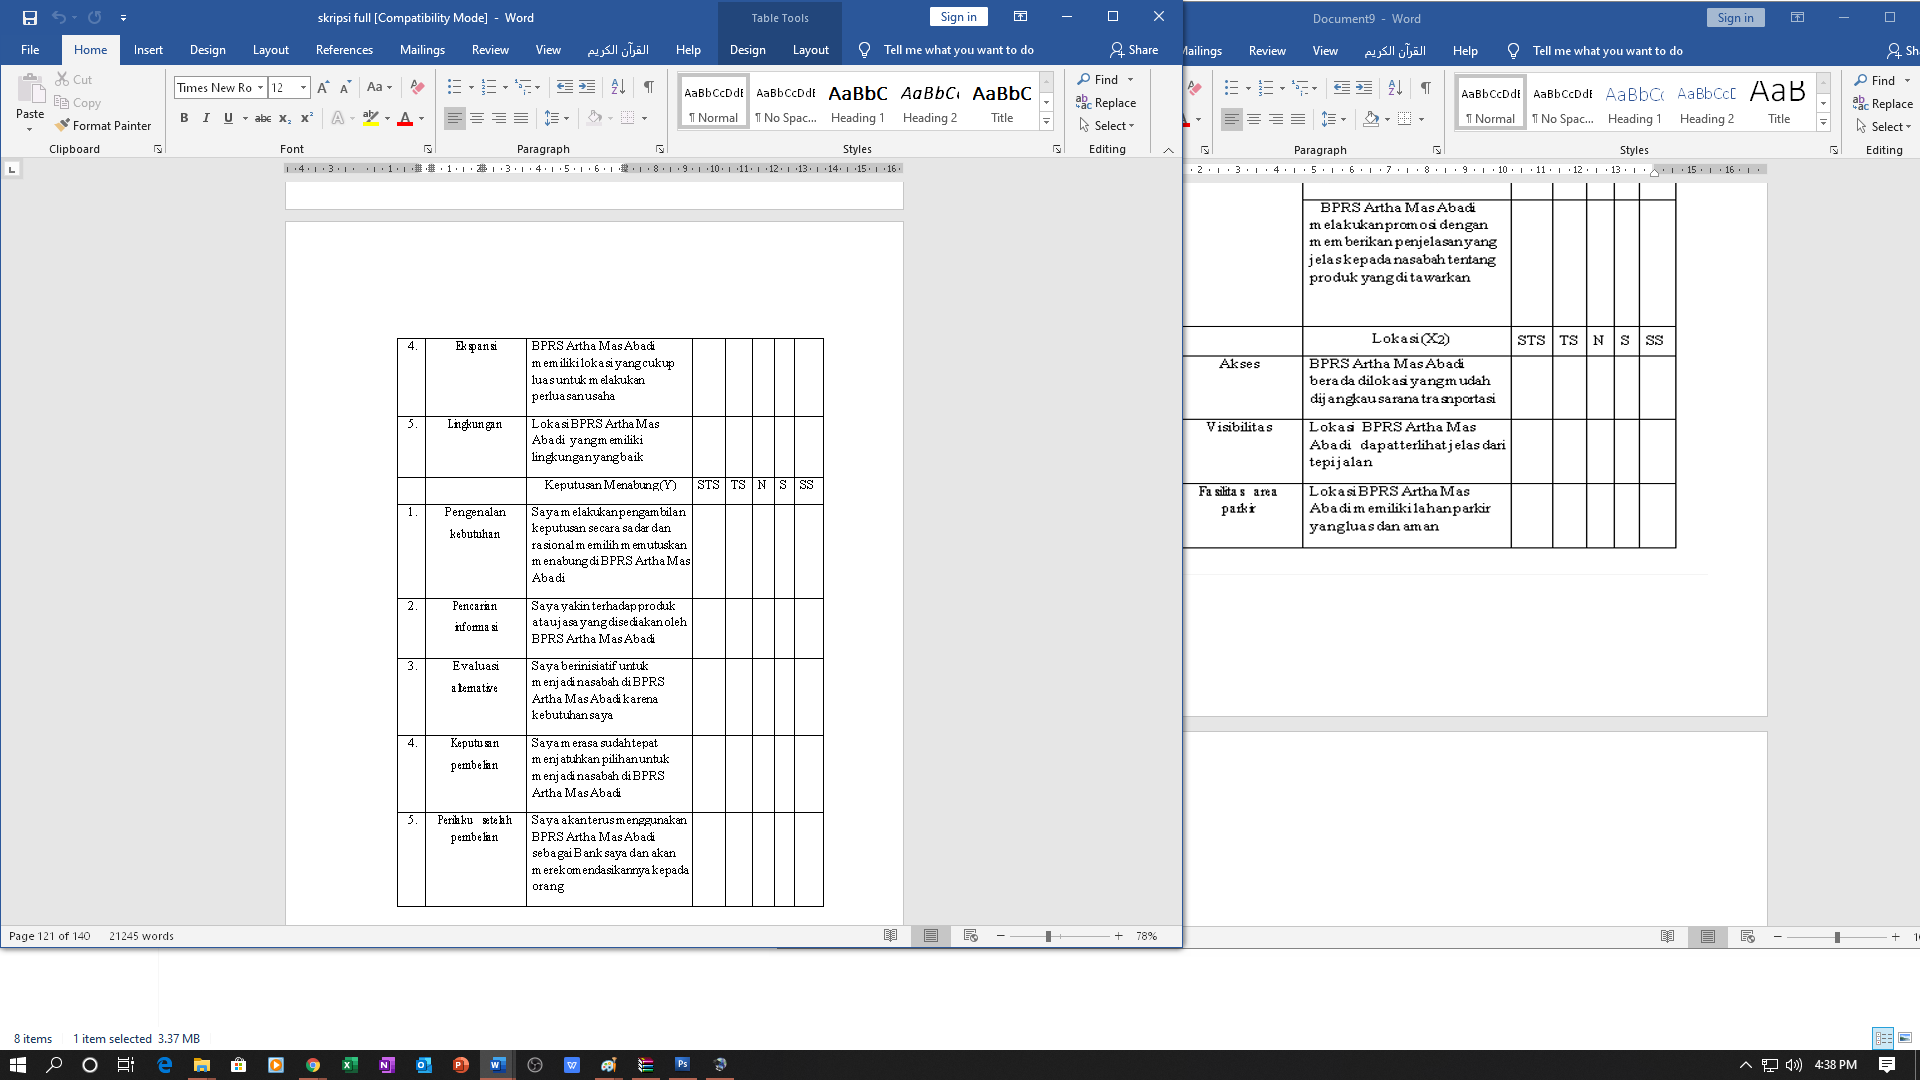 skripsi full [Compatibility Mode] - Word
Table Tools
Sign in
Document9 - Word
Sign in
File Home Insert Design Layout References Mailings Review View القرآن الكريم Help Design Layout Tell me what you want to do Share
Mailings Review View القرآن الكريم Help Tell me what you want to do
Paste
Cut
Copy
Format Painter
Clipboard
Times New Ro 12
Font
Paragraph
AaBbCcDdE ¶ Normal
AaBbCcDdE ¶ No Spac...
AaBbC Heading 1
AaBbC Heading 2
AaBbC Title
Styles
Find
Replace
Select
Editing
Paragraph
¶ Normal
¶ No Spac...
Heading 1
Heading 2
AaB Title
Styles
Find
Replace
Select
Editing
4. Ekspansi
BPRS Artha Mas Abadi
memiliki lokasi yang cukup
luas untuk melakukan
perluasan usaha
5. Lingkungan
Lokasi BPRS Artha Mas
Abadi yang memiliki
lingkungan yang baik
Keputusan Menabung (Y) STS TS N S SS
1. Pengenalan
kebutuhan
Saya melakukan pengambilan
keputusan secara sadar dan
rasional memilih memutuskan
menabung di BPRS Artha Mas
Abadi
2. Pencarian
informasi
Saya yakin terhadap produk
atau jasa yang disediakan oleh
BPRS Artha Mas Abadi
3. Evaluasi
alternative
Saya berinisiatif untuk
menjadi nasabah di BPRS
Artha Mas Abadi karena
kebutuhan saya
4. Keputusan
pembelian
Saya merasa sudah tepat
menjatuhkan pilihan untuk
menjadi nasabah di BPRS
Artha Mas Abadi
5. Perilaku setelah
pembelian
Saya akan terus menggunakan
BPRS Artha Mas Abadi
sebagai Bank saya dan akan
merekomendasikannya kepada
orang
BPRS Artha Mas Abadi
melakukan promosi dengan
memberikan penjelasan yang
jelas kepada nasabah tentang
produk yang di tawarkan
Lokasi (X2) STS TS N S SS
Akses
BPRS Artha Mas Abadi
berada dilokasi yang mudah
dijangkau sarana trasnportasi
Visibilitas
Lokasi BPRS Artha Mas
Abadi dapat terlihat jelas dari
tepi jalan
Fasilitas area
parkir
Lokasi BPRS Artha Mas
Abadi memiliki lahan parkir
yang luas dan aman
Page 121 of 140 21245 words
78%
8 items 1 item selected 3.37 MB
4:38 PM